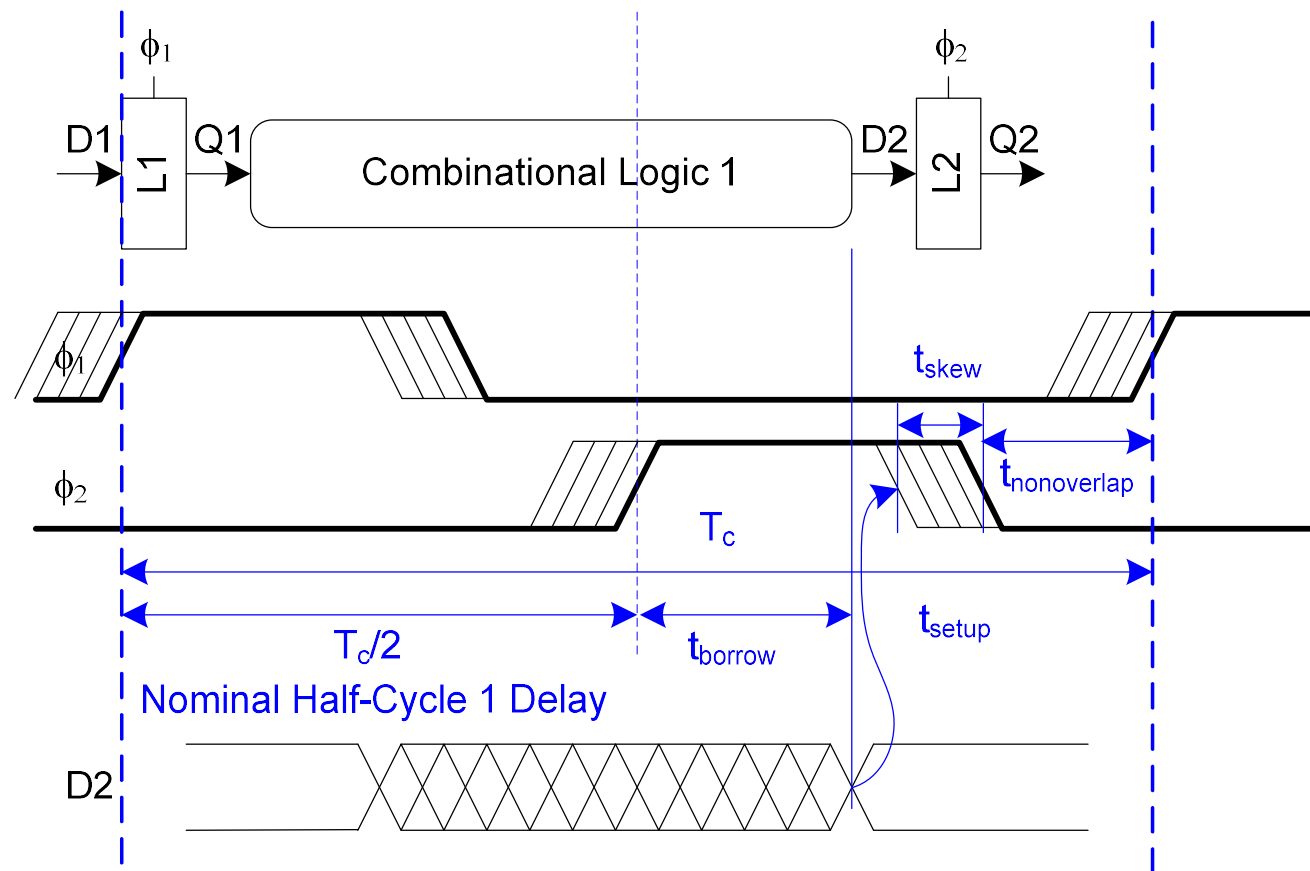 ϕ1
ϕ2
D1
L1
Q1
Combinational Logic 1
D2
L2
Q2
ϕ1
tskew
ϕ2
tnonoverlap
Tc
Tc/2
tborrow
tsetup
Nominal Half-Cycle 1 Delay
D2